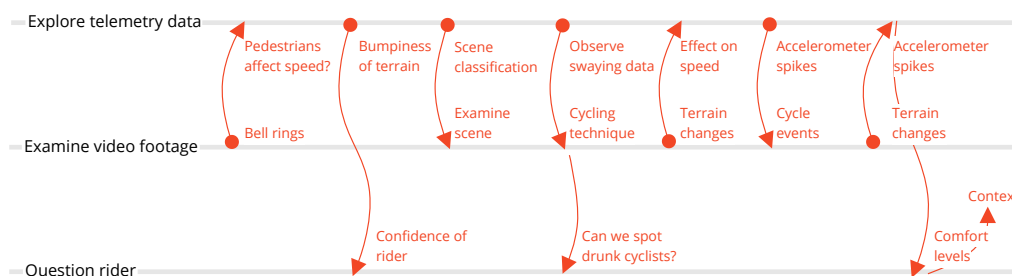 Explore telemetry data
Pedestrians
affect speed?
Bumpiness
of terrain
Scene
classification
Observe
swaying data
Effect on
speed
Accelerometer
spikes
Accelerometer
spikes
Bell rings
Examine
scene
Cycling
technique
Terrain
changes
Cycle
events
Terrain
changes
Examine video footage
Contex
Confidence of
rider
Can we spot
drunk cyclists?
Comfort
levels
Question rider